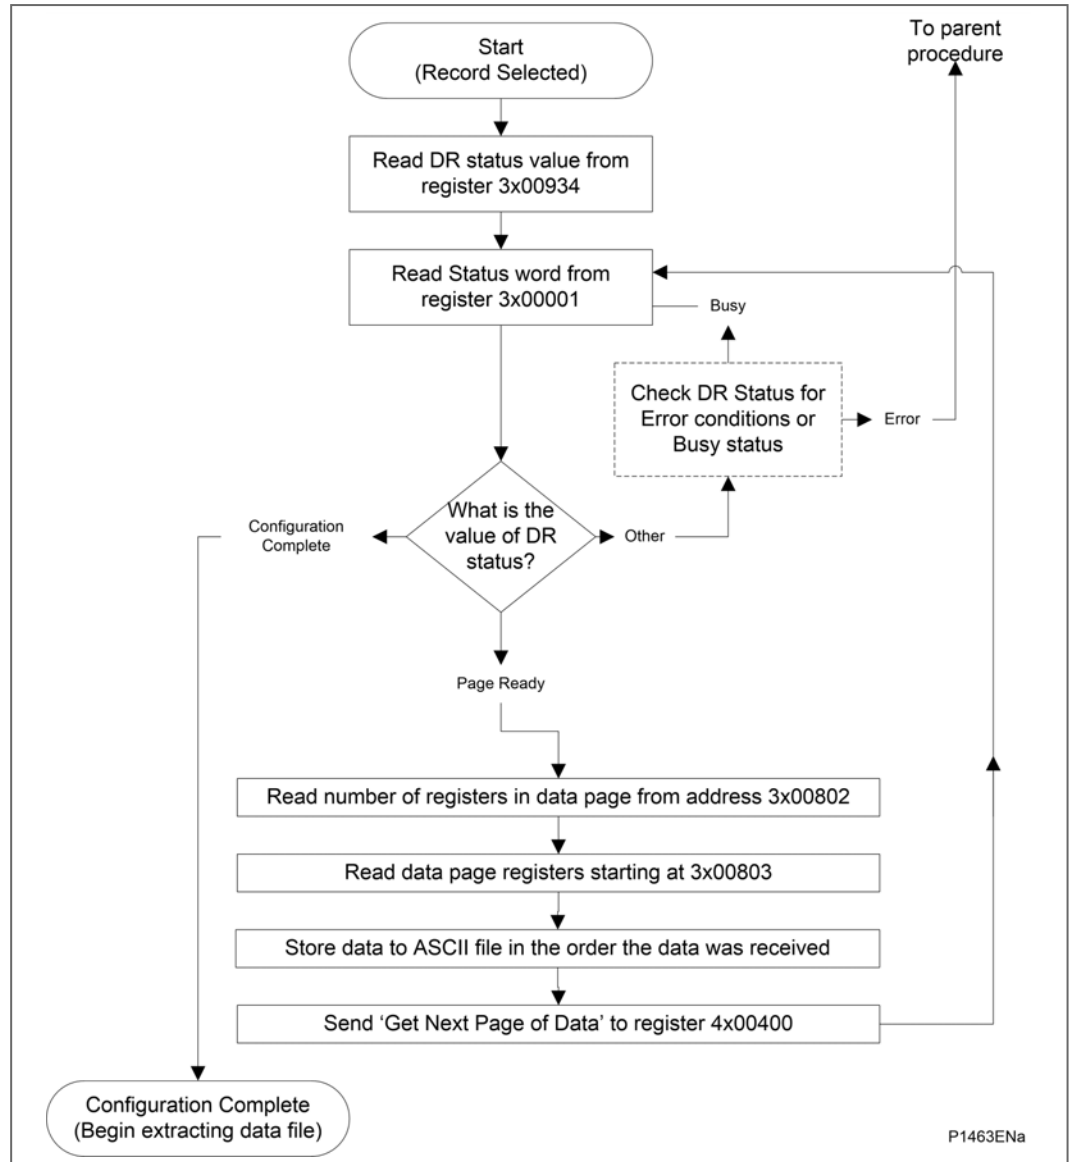 Start
(Record Selected)
To parent
procedure
Read DR status value from
register 3x00934
Read Status word from
register 3x00001
Busy
Check DR Status for
Error conditions or
Busy status
Error
What is the
value of DR
status?
Configuration
Complete
Other
Page Ready
Read number of registers in data page from address 3x00802
Read data page registers starting at 3x00803
Store data to ASCII file in the order the data was received
Send ‘Get Next Page of Data’ to register 4x00400
Configuration Complete
(Begin extracting data file)
P1463ENa